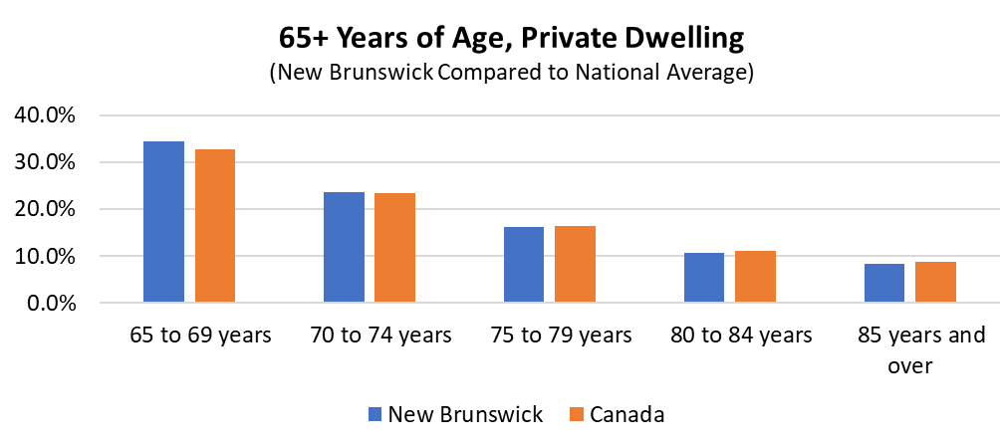 65+ Years of Age, Private Dwelling
(New Brunswick Compared to National Average)
40.0%
30.0%
20.0%
10.0%
0.0%
65 to 69 years
70 to 74 years
75 to 79 years
80 to 84 years
85 years and
over
New Brunswick
Canada